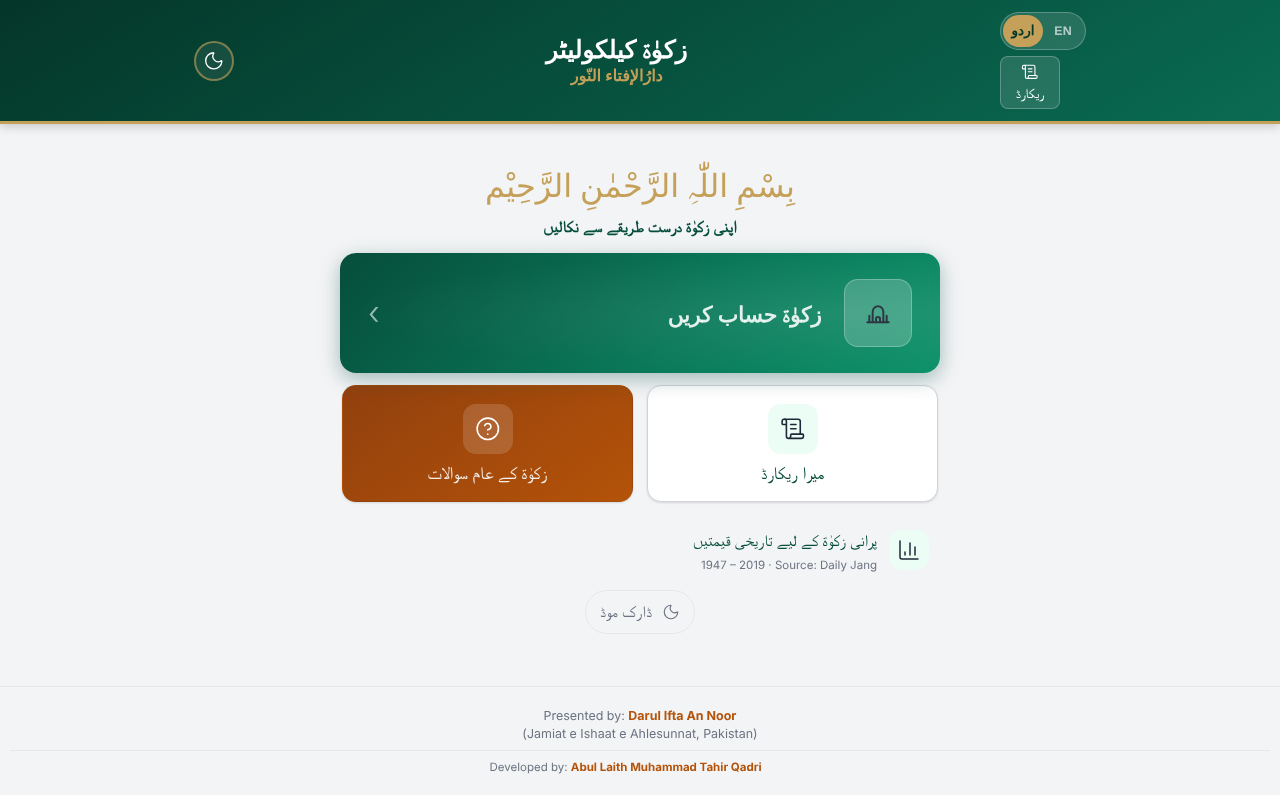 اردو EN
ریکارڈ
زکوٰۃ کیلکولیٹر
دارُالإفتاء النّور
بِسْمِ اللّٰہِ الرَّحْمٰنِ الرَّحِیْم
اپنی زکوٰۃ درست طریقے سے نکالیں
زکوٰۃ حساب کریں
میرا ریکارڈ
زکوٰۃ کے عام سوالات
پرانی زکوٰۃ کے لیے تاریخی قیمتیں
1947 – 2019 · Source: Daily Jang
ڈارک موڈ
Presented by: Darul Ifta An Noor
(Jamiat e Ishaat e Ahlesunnat, Pakistan)
Developed by: Abul Laith Muhammad Tahir Qadri